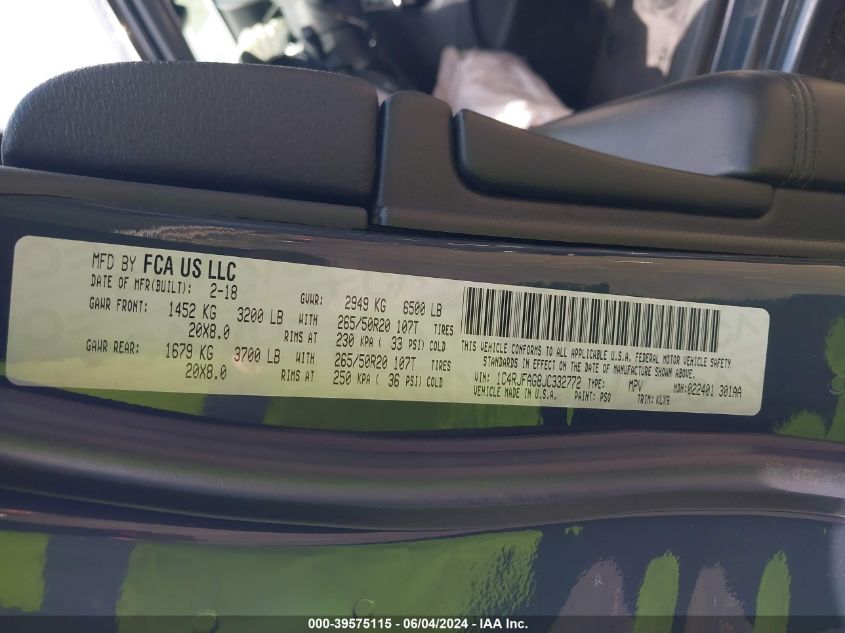 MFD BY FCA US LLC
DATE OF MFR(BUILT): 2-18 GVWR: 2949 KG 6500 LB
GAWR FRONT: 1452 KG 3200 LB WITH 265/50R20 107T TIRES
20X8.0 RIMS AT 230 KPA ( 33 PSI) COLD
GAWR REAR: 1679 KG 3700 LB WITH 265/50R20 107T TIRES
20X8.0 RIMS AT 250 KPA ( 36 PSI) COLD
THIS VEHICLE CONFORMS TO ALL APPLICABLE U.S.A. FEDERAL MOTOR VEHICLE SAFETY
STANDARDS IN EFFECT ON THE DATE OF MANUFACTURE SHOWN ABOVE.
VIN: 1C4RJFAG8JC332772 TYPE: MPV MDH:022401 301AA
VEHICLE MADE IN U.S.A. PAINT: PSQ TRIM: KLX9
000-39575115 - 06/04/2024 - IAA Inc.